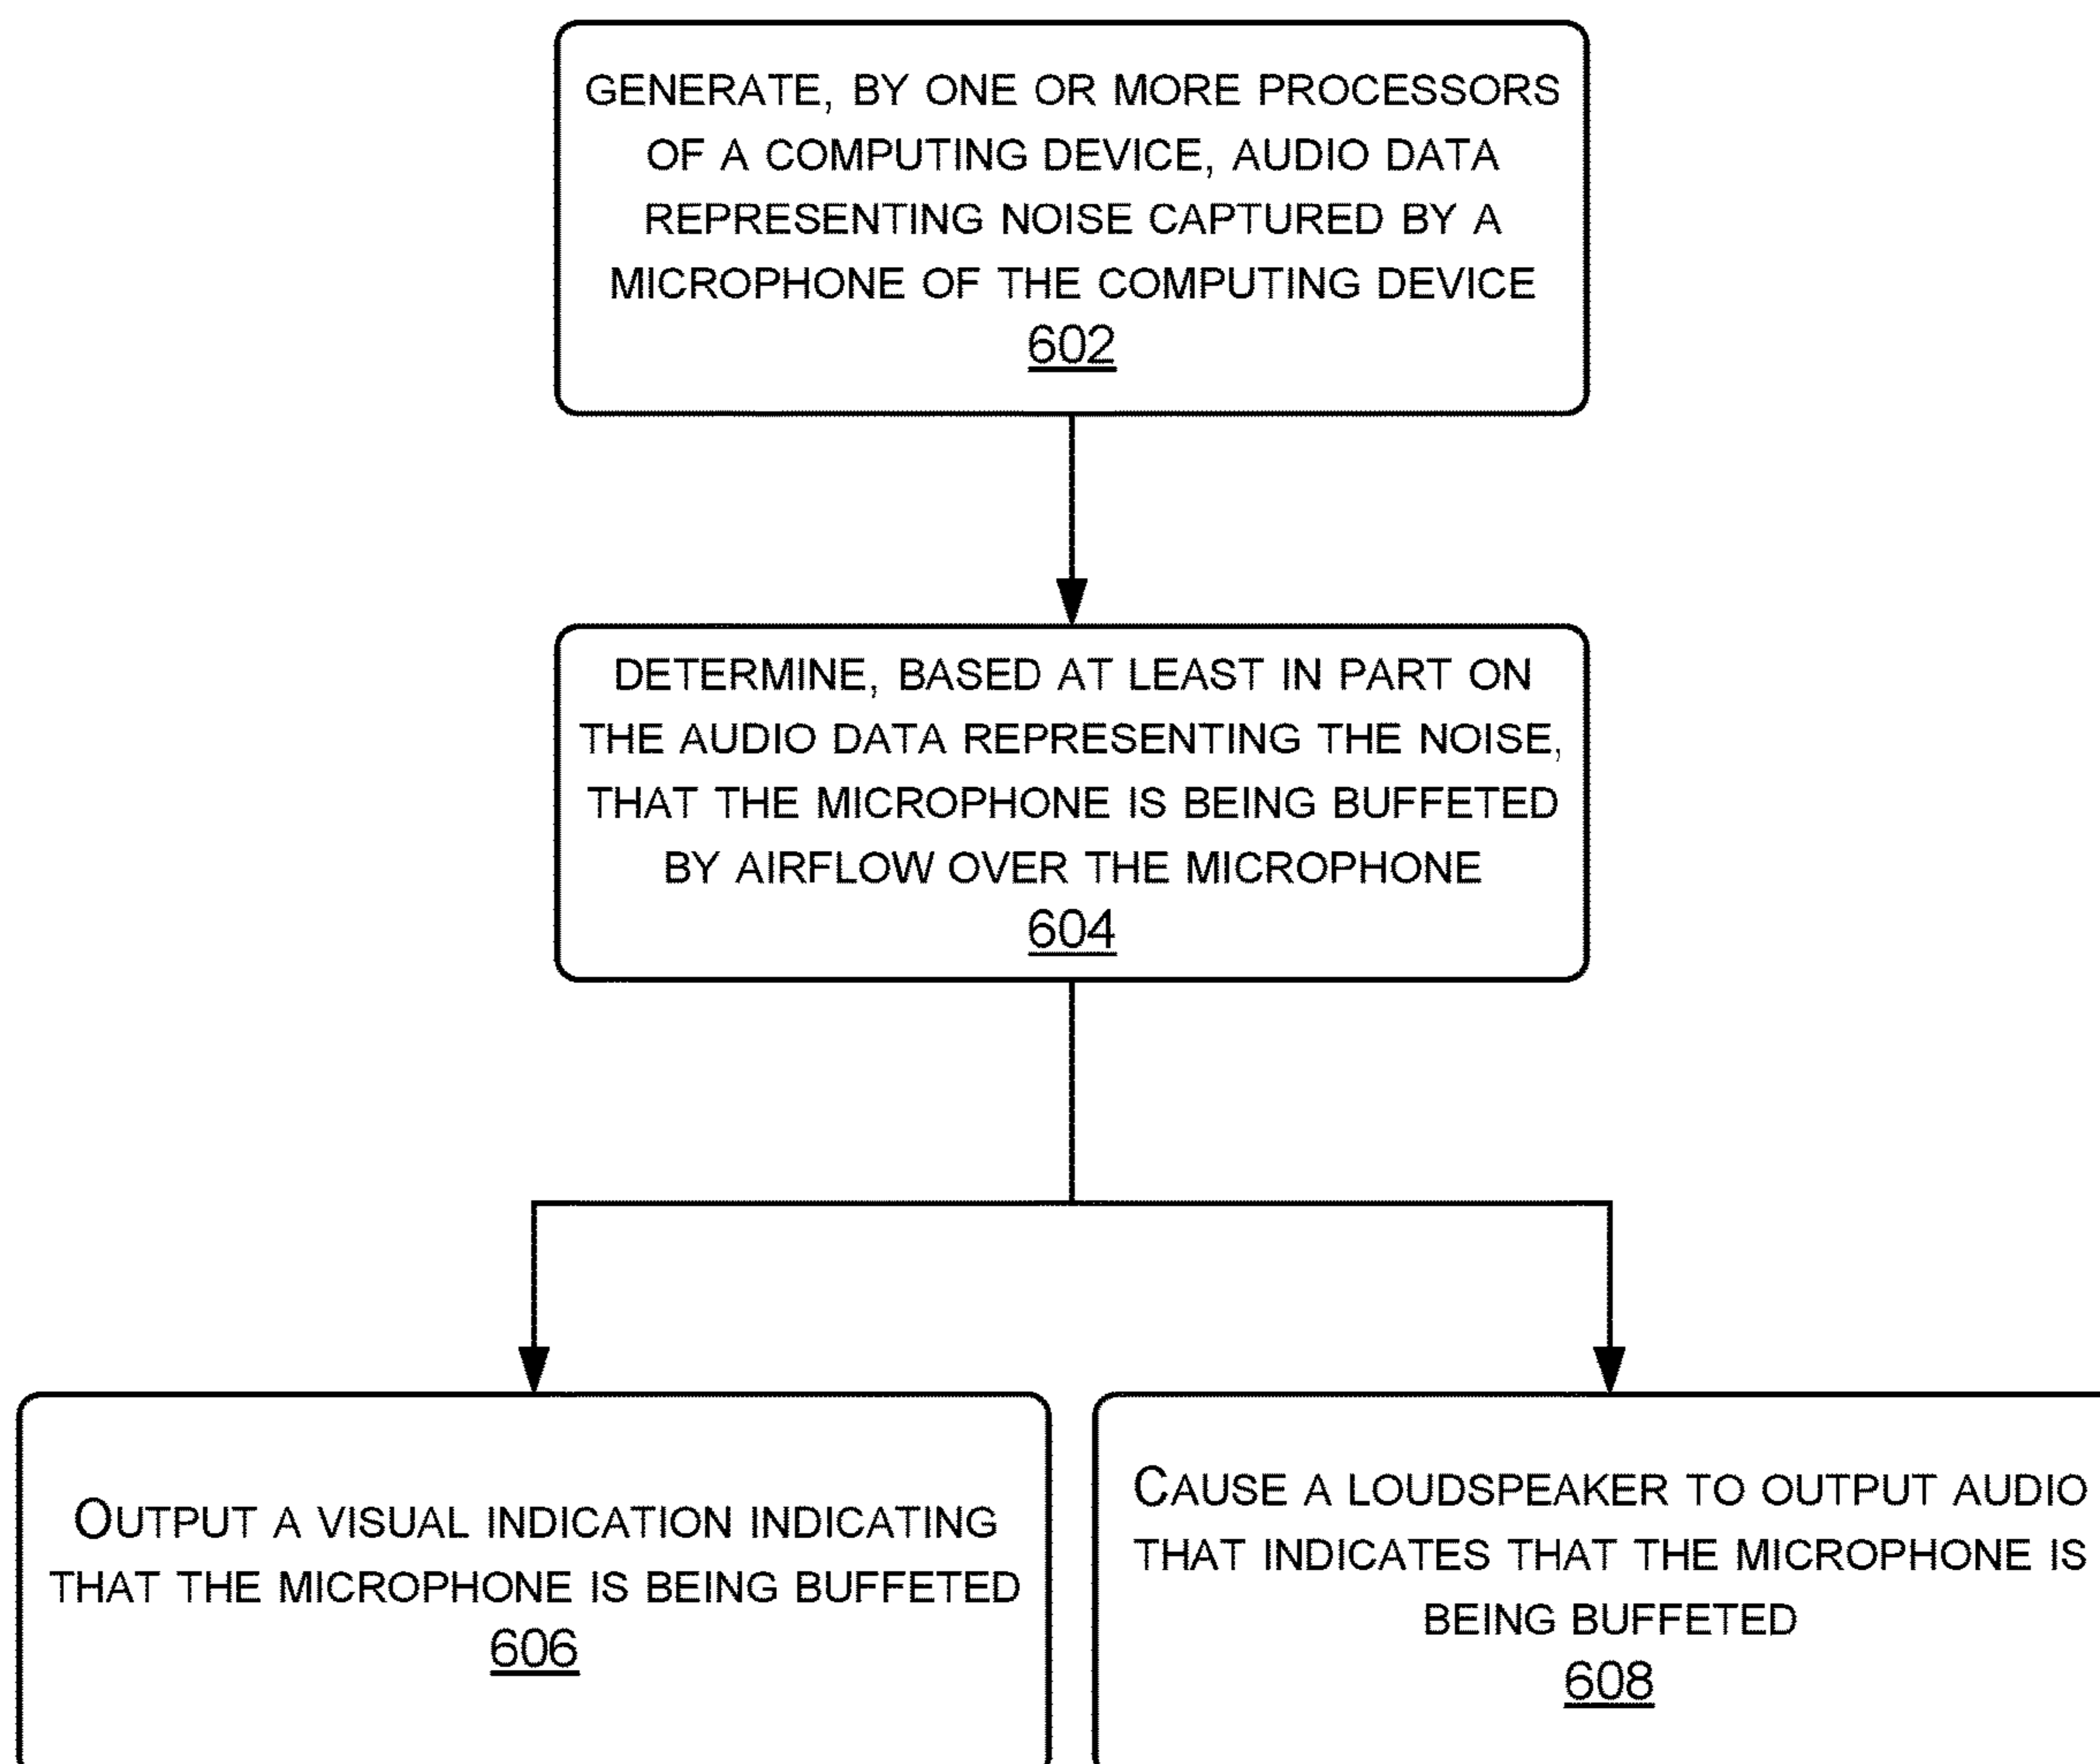 GENERATE, BY ONE OR MORE PROCESSORS
OF A COMPUTING DEVICE, AUDIO DATA
REPRESENTING NOISE CAPTURED BY A
MICROPHONE OF THE COMPUTING DEVICE
602
DETERMINE, BASED AT LEAST IN PART ON
THE AUDIO DATA REPRESENTING THE NOISE,
THAT THE MICROPHONE IS BEING BUFFETED
BY AIRFLOW OVER THE MICROPHONE
604
OUTPUT A VISUAL INDICATION INDICATING
THAT THE MICROPHONE IS BEING BUFFETED
606
CAUSE A LOUDSPEAKER TO OUTPUT AUDIO
THAT INDICATES THAT THE MICROPHONE IS
BEING BUFFETED
608